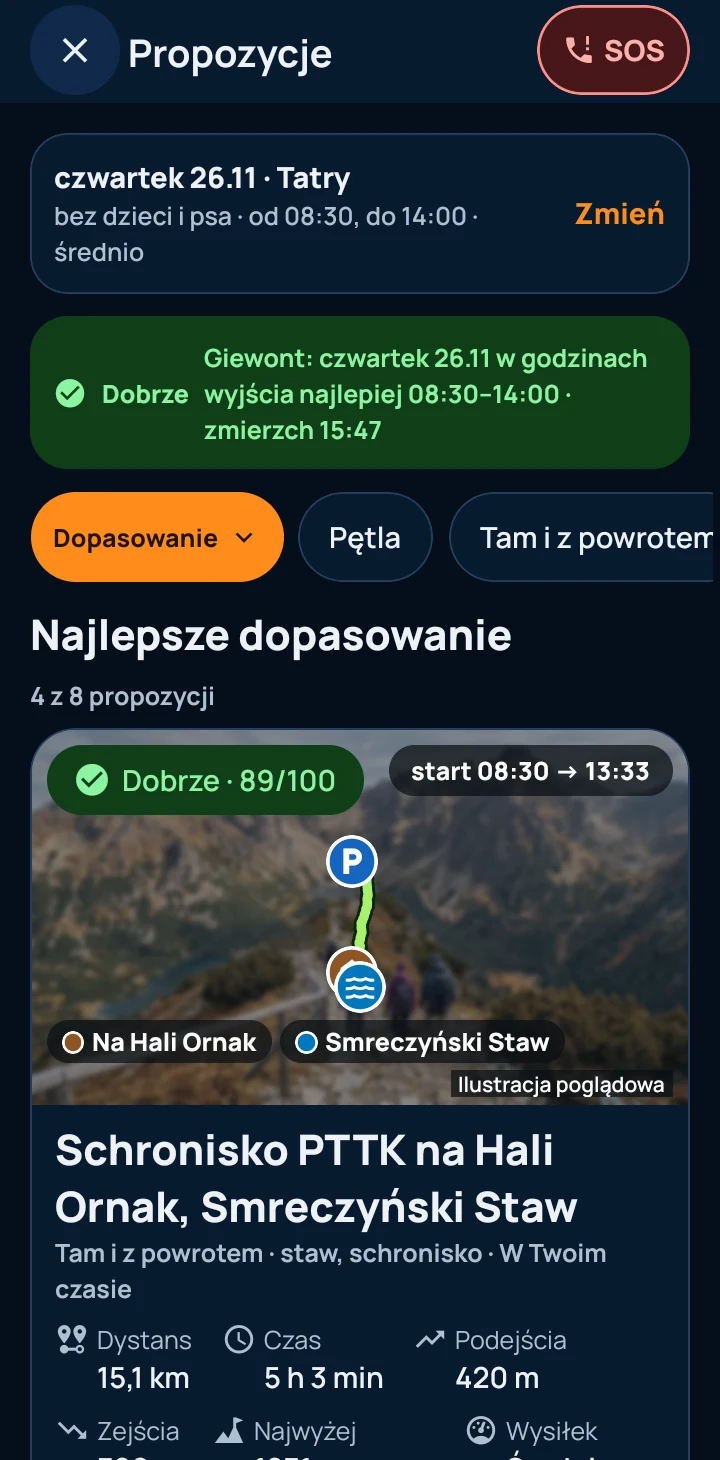 Propozycje
SOS
czwartek 26.11 · Tatry
bez dzieci i psa · od 08:30, do 14:00 ·
średnio
Zmień
Dobrze
Giewont: czwartek 26.11 w godzinach
wyjścia najlepiej 08:30–14:00 ·
zmierzch 15:47
Dopasowanie
Pętla
Tam i z powrotem
Najlepsze dopasowanie
4 z 8 propozycji
Dobrze · 89/100
start 08:30 → 13:33
P
Na Hali Ornak
Smreczyński Staw
Ilustracja poglądowa
Schronisko PTTK na Hali
Ornak, Smreczyński Staw
Tam i z powrotem · staw, schronisko · W Twoim
czasie
Dystans
15,1 km
Czas
5 h 3 min
Podejścia
420 m
Zejścia
Najwyżej
Wysiłek